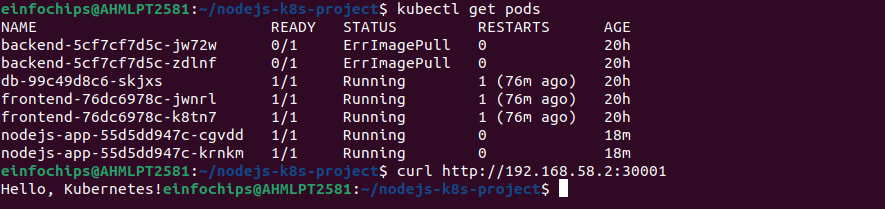 einfochips@AHMLPT2581:~/nodejs-k8s-project$ kubectl get pods
NAME READY STATUS RESTARTS AGE
backend-5cf7cf7d5c-jw72w 0/1 ErrImagePull 0 20h
backend-5cf7cf7d5c-zdlnf 0/1 ErrImagePull 0 20h
db-99c49d8c6-skjxs 1/1 Running 1 (76m ago) 20h
frontend-76dc6978c-jwnrl 1/1 Running 1 (76m ago) 20h
frontend-76dc6978c-k8tn7 1/1 Running 1 (76m ago) 20h
nodejs-app-55d5dd947c-cgvdd 1/1 Running 0 18m
nodejs-app-55d5dd947c-krnkm 1/1 Running 0 18m
einfochips@AHMLPT2581:~/nodejs-k8s-project$ curl http://192.168.58.2:30001
Hello, Kubernetes!einfochips@AHMLPT2581:~/nodejs-k8s-project$